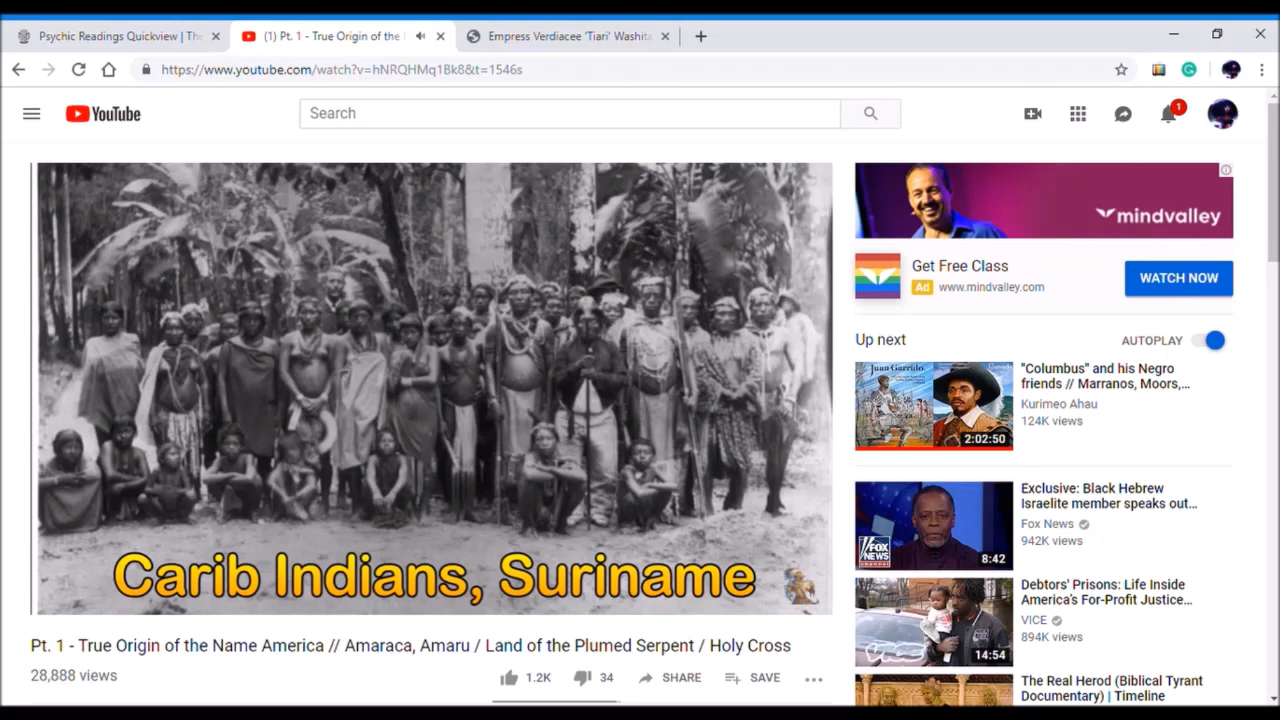 Psychic Readings Quickview | The
(1) Pt. 1 - True Origin of the
Empress Verdiacee 'Tiari' Washita
https://www.youtube.com/watch?v=hNRQHMq1Bk8&t=1546s
YouTube
Search
1
Carib Indians, Suriname
Pt. 1 - True Origin of the Name America // Amaraca, Amaru / Land of the Plumed Serpent / Holy Cross
28,888 views
1.2K
34
SHARE
SAVE
mindvalley
Get Free Class
Ad www.mindvalley.com
WATCH NOW
Up next
AUTOPLAY
Juan Garrido.
2:02:50
"Columbus" and his Negro
friends // Marranos, Moors,...
Kurimeo Ahau
124K views
FOX
NEWS
channel
8:42
Exclusive: Black Hebrew
Israelite member speaks out...
Fox News
942K views
VICE
14:54
Debtors' Prisons: Life Inside
America's For-Profit Justice...
VICE
894K views
The Real Herod (Biblical Tyrant
Documentary) | Timeline